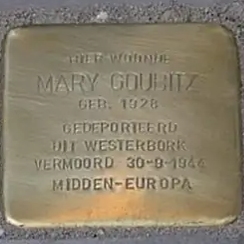 HIER WOONDE
MARY GOUBITZ
GEB. 1928
GEDEPORTEERD
UIT WESTERBORK
VERMOORD 30-9-1944
MIDDEN-EUROPA